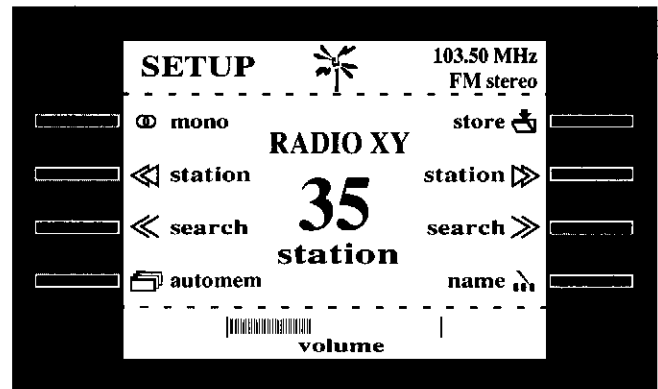 SETUP
103.50 MHz
FM stereo
mono
store
RADIO XY
station
station
35
search
search
station
automem
name
volume